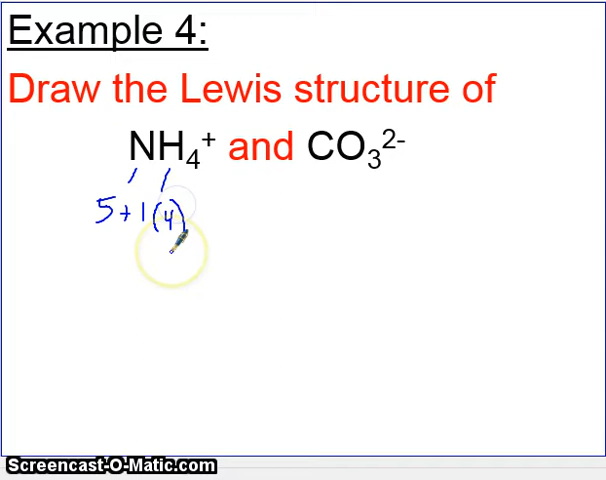 Example 4:
Draw the Lewis structure of
NH₄⁺ and CO₃²⁻
5+1(4)
Screencast-O-Matic.com